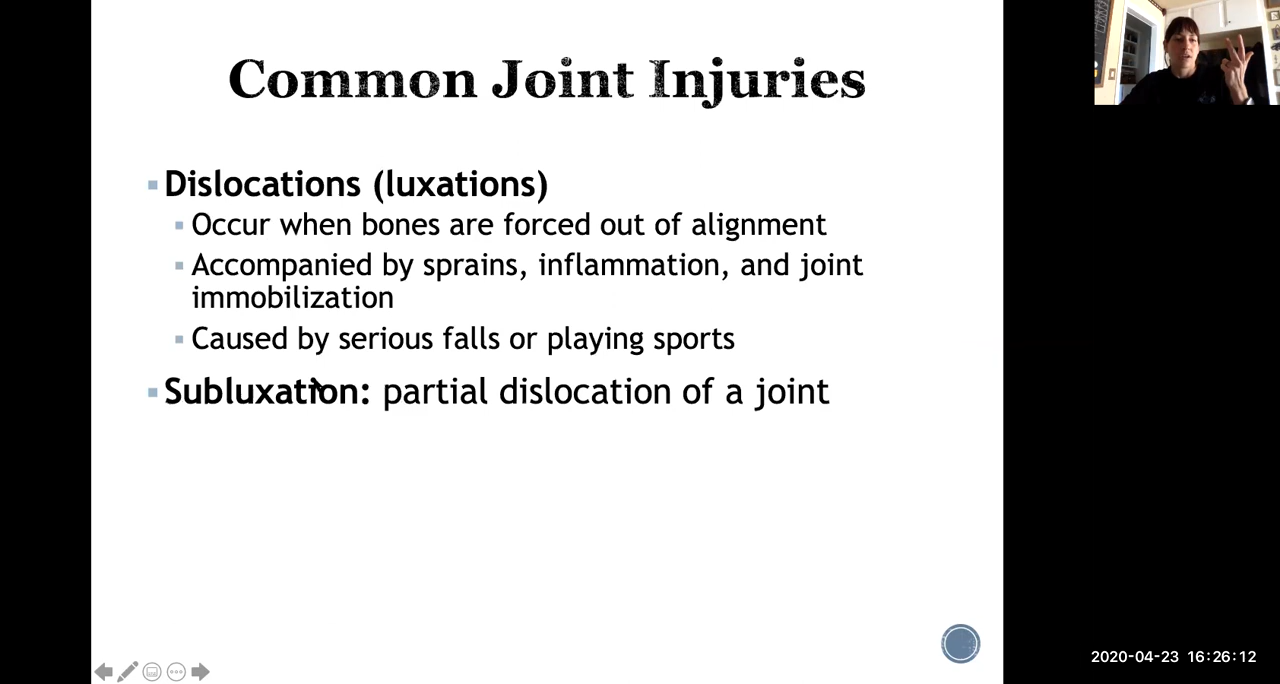 Common Joint Injuries
Dislocations (luxations)
Occur when bones are forced out of alignment
Accompanied by sprains, inflammation, and joint
immobilization
Caused by serious falls or playing sports
Subluxation: partial dislocation of a joint
2020-04-23 16:26:12